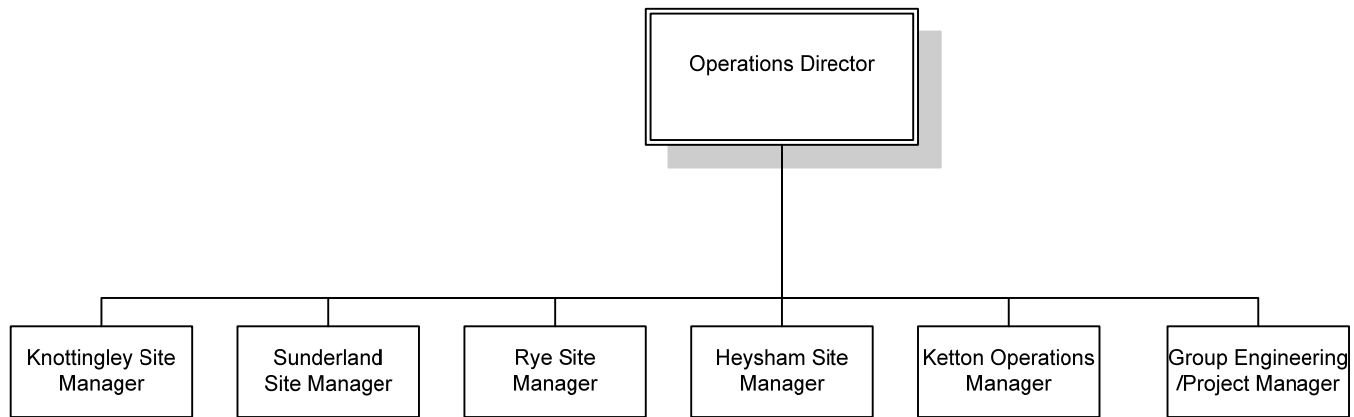 Operations Director
Knottingley Site
Manager
Sunderland
Site Manager
Rye Site
Manager
Heysham Site
Manager
Ketton Operations
Manager
Group Engineering
/Project Manager